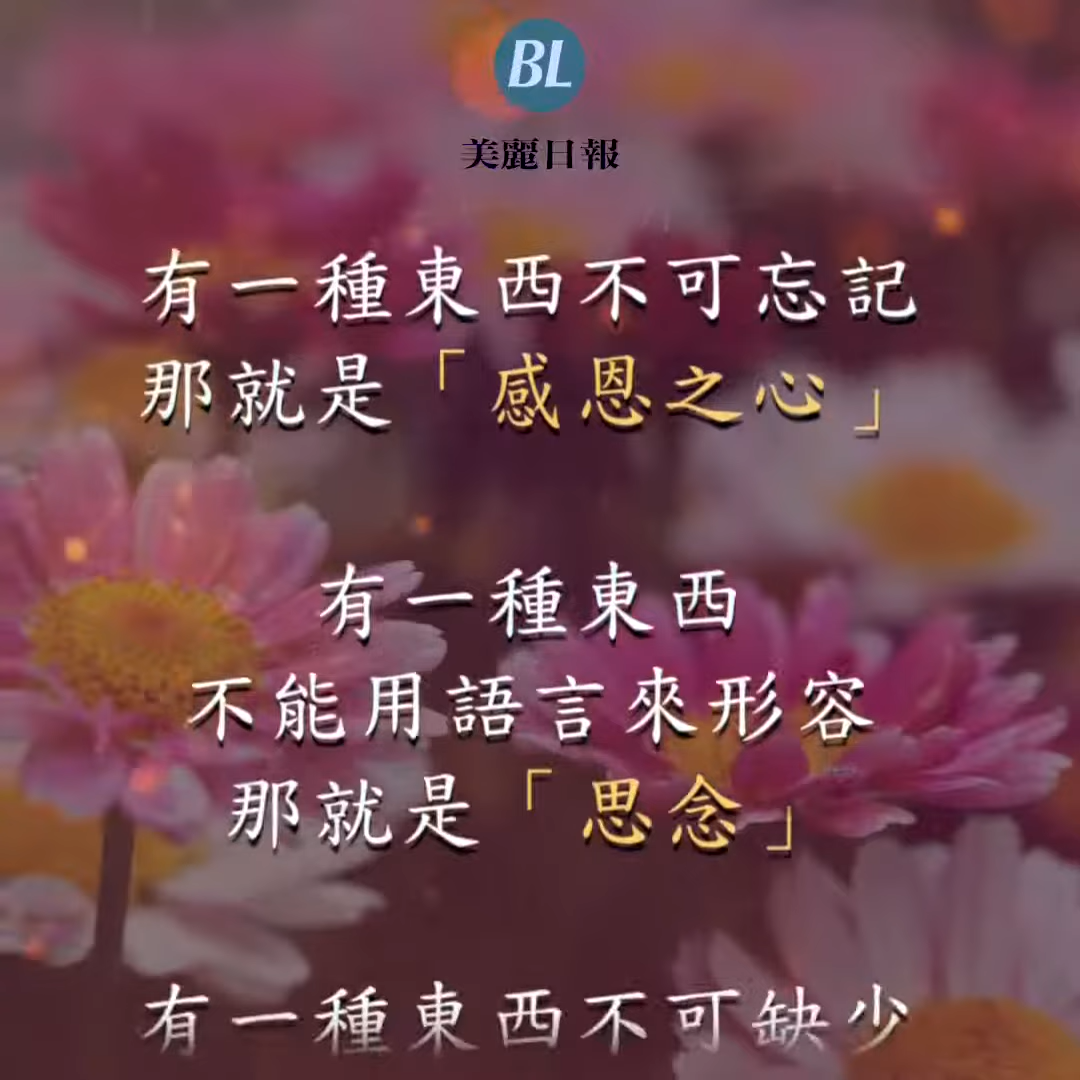 BL
美麗日報
有一種東西不可忘記
那就是「感恩之心」
有一種東西
不能用語言來形容
那就是「思念」
有一種東西不可缺少